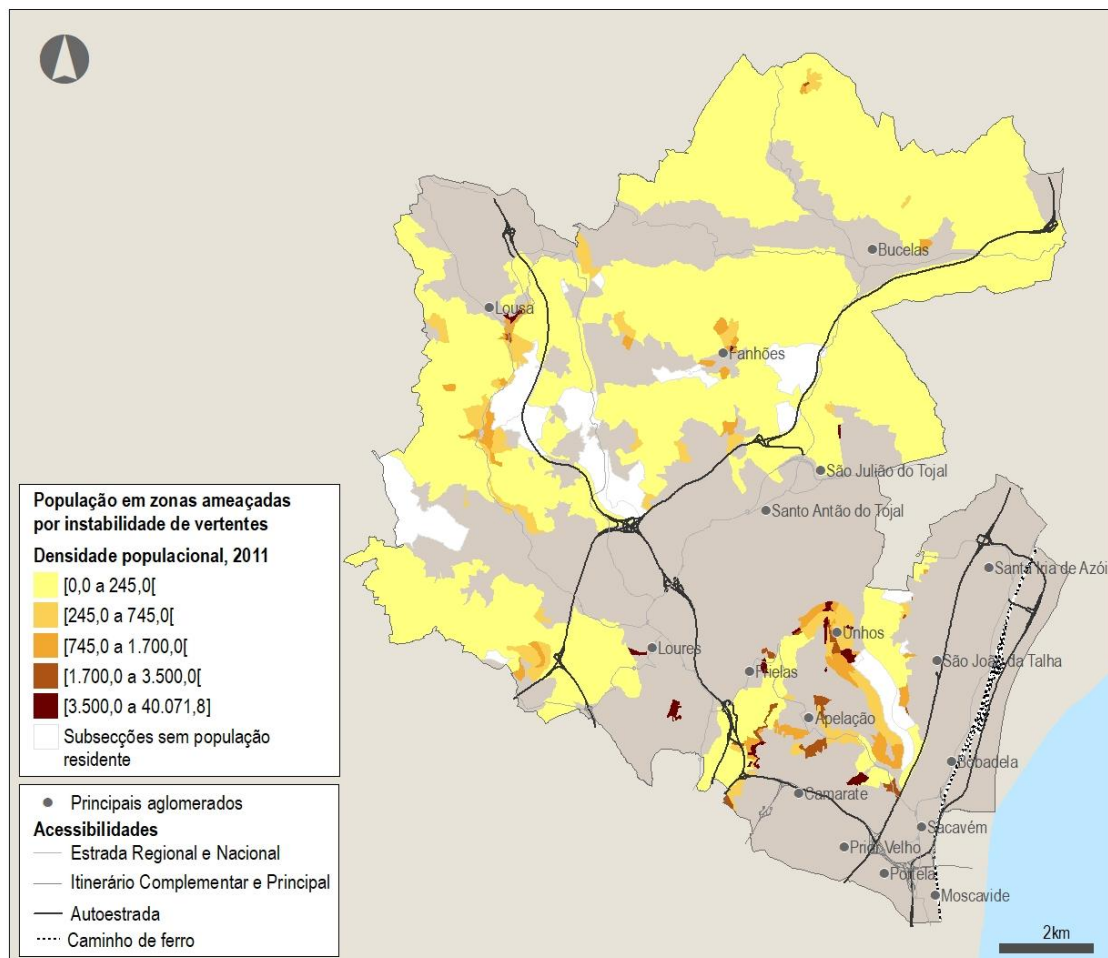 Bucelas
Lousa
Fanhões
São Julião do Tojal
Santo Antão do Tojal
Santa Iria de Azói
Unhos
Loures
São João da Talha
Frielas
Apelação
Bobadela
Camarate
Sacavém
Prior Velho
Portela
Moscavide
População em zonas ameaçadas
por instabilidade de vertentes
Densidade populacional, 2011
[0,0 a 245,0[
[245,0 a 745,0[
[745,0 a 1.700,0[
[1.700,0 a 3.500,0[
[3.500,0 a 40.071,8]
Subsecções sem população
residente
Principais aglomerados
Acessibilidades
Estrada Regional e Nacional
Itinerário Complementar e Principal
Autoestrada
Caminho de ferro
2km